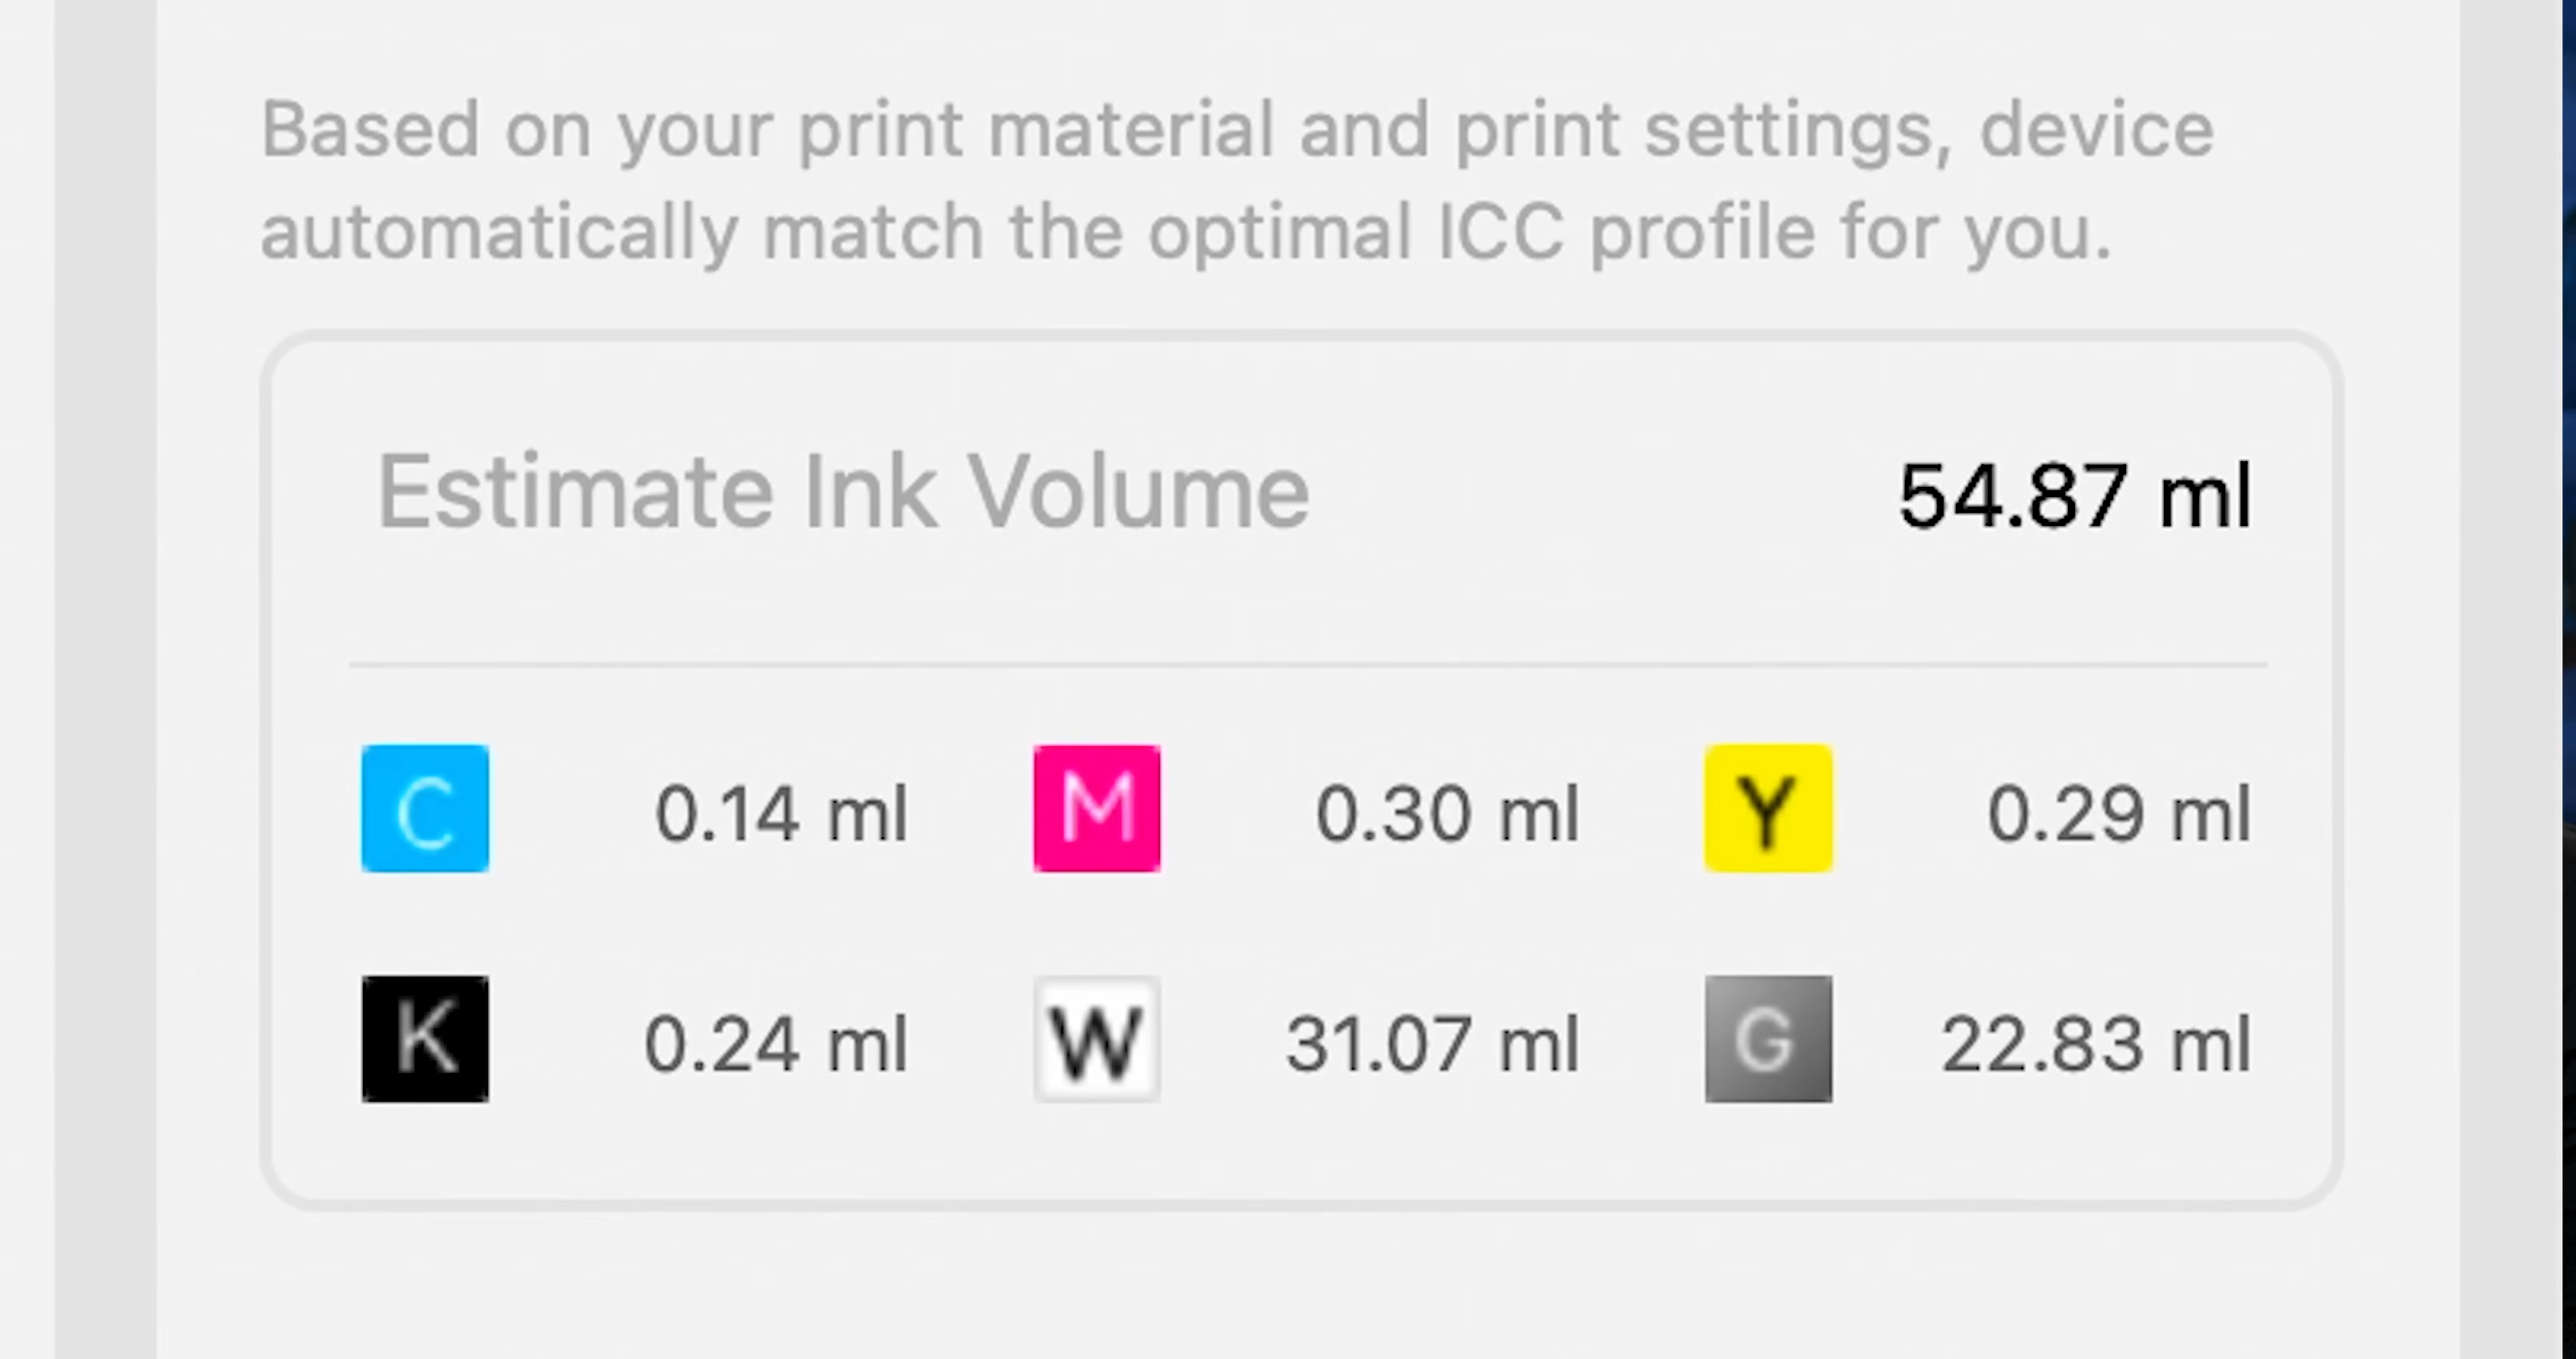 Based on your print material and print settings, device
automatically match the optimal ICC profile for you.
Estimate Ink Volume 54.87 ml
C 0.14 ml M 0.30 ml Y 0.29 ml
K 0.24 ml W 31.07 ml G 22.83 ml